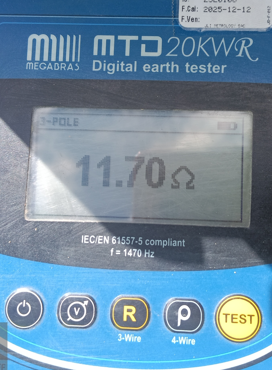 F.Cal: 2025-12-12
F.Ven:
MEGABRAS
MTD 20KWR
Digital earth tester
3-POLE
11.70Ω
IEC/EN 61557-5 compliant
f = 1470 Hz
V
R
ρ
TEST
3-Wire
4-Wire